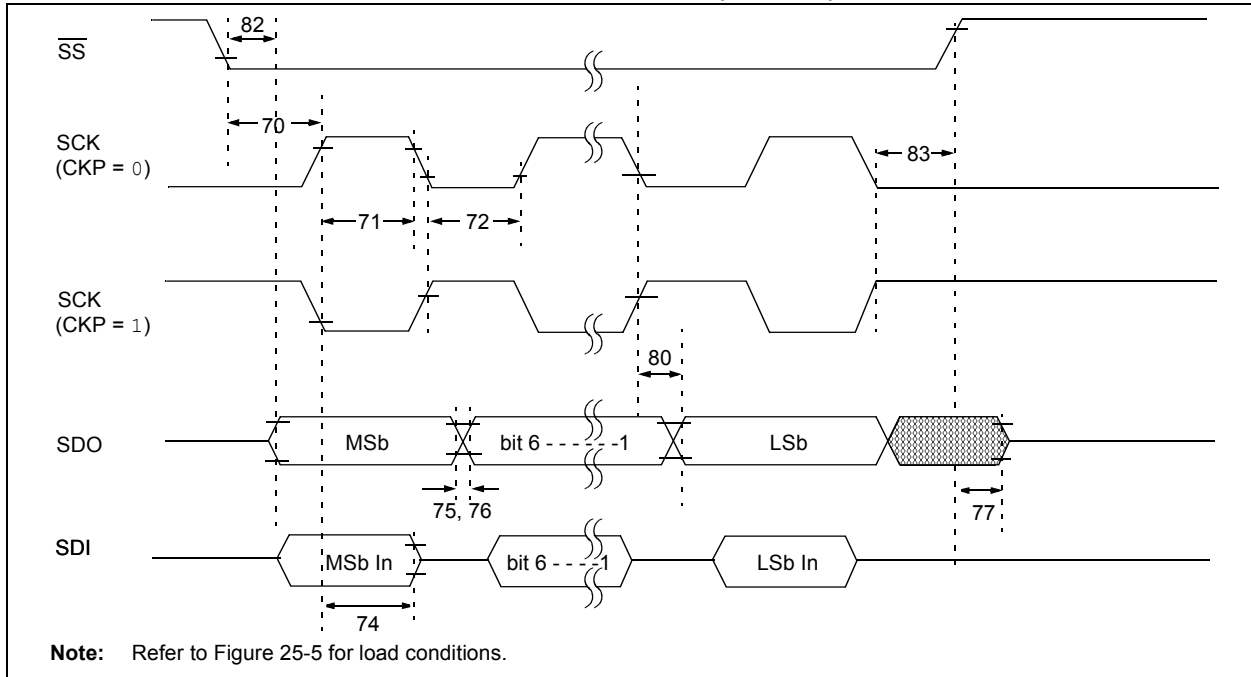 82
SS
70
SCK
(CKP = 0)
83
71
72
SCK
(CKP = 1)
80
SDO
MSb
bit 6 - - - - - -1
LSb
75, 76
77
SDI
MSb In
bit 6 - - - -1
LSb In
74
Note: Refer to Figure 25-5 for load conditions.